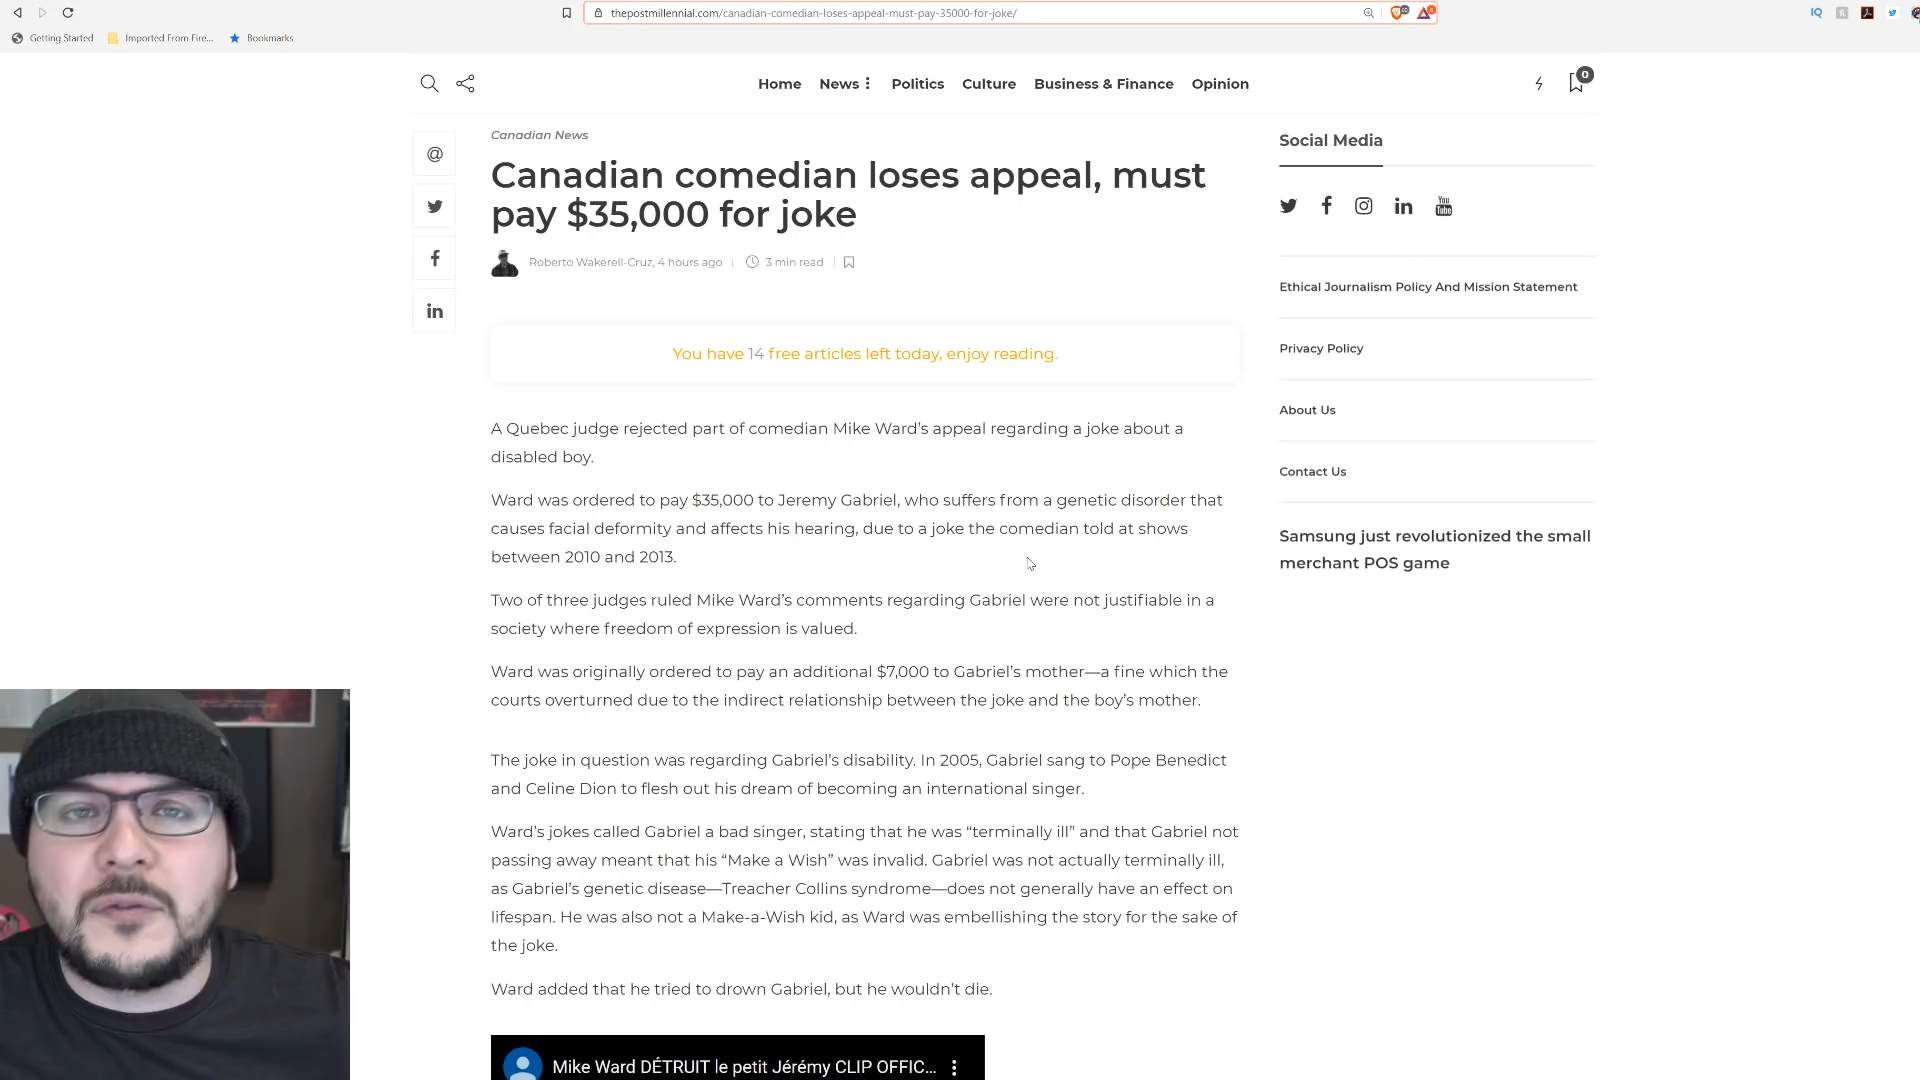 thepostmillennial.com/canadian-comedian-loses-appeal-must-pay-35000-for-joke/
IQ
Getting Started
Imported From Fire...
Bookmarks
Home
News
Politics
Culture
Business & Finance
Opinion
0
Canadian News
Canadian comedian loses appeal, must
pay $35,000 for joke
Roberto Wakerell-Cruz, 4 hours ago
3 min read
You have 14 free articles left today, enjoy reading.
A Quebec judge rejected part of comedian Mike Ward’s appeal regarding a joke about a
disabled boy.
Ward was ordered to pay $35,000 to Jeremy Gabriel, who suffers from a genetic disorder that
causes facial deformity and affects his hearing, due to a joke the comedian told at shows
between 2010 and 2013.
Two of three judges ruled Mike Ward’s comments regarding Gabriel were not justifiable in a
society where freedom of expression is valued.
Ward was originally ordered to pay an additional $7,000 to Gabriel’s mother—a fine which the
courts overturned due to the indirect relationship between the joke and the boy’s mother.
The joke in question was regarding Gabriel’s disability. In 2005, Gabriel sang to Pope Benedict
and Celine Dion to flesh out his dream of becoming an international singer.
Ward’s jokes called Gabriel a bad singer, stating that he was “terminally ill” and that Gabriel not
passing away meant that his “Make a Wish” was invalid. Gabriel was not actually terminally ill,
as Gabriel’s genetic disease—Treacher Collins syndrome—does not generally have an effect on
lifespan. He was also not a Make-a-Wish kid, as Ward was embellishing the story for the sake of
the joke.
Ward added that he tried to drown Gabriel, but he wouldn’t die.
Mike Ward DÉTRUIT le petit Jérémy CLIP OFFIC...
Social Media
You
Tube
Ethical Journalism Policy And Mission Statement
Privacy Policy
About Us
Contact Us
Samsung just revolutionized the small
merchant POS game